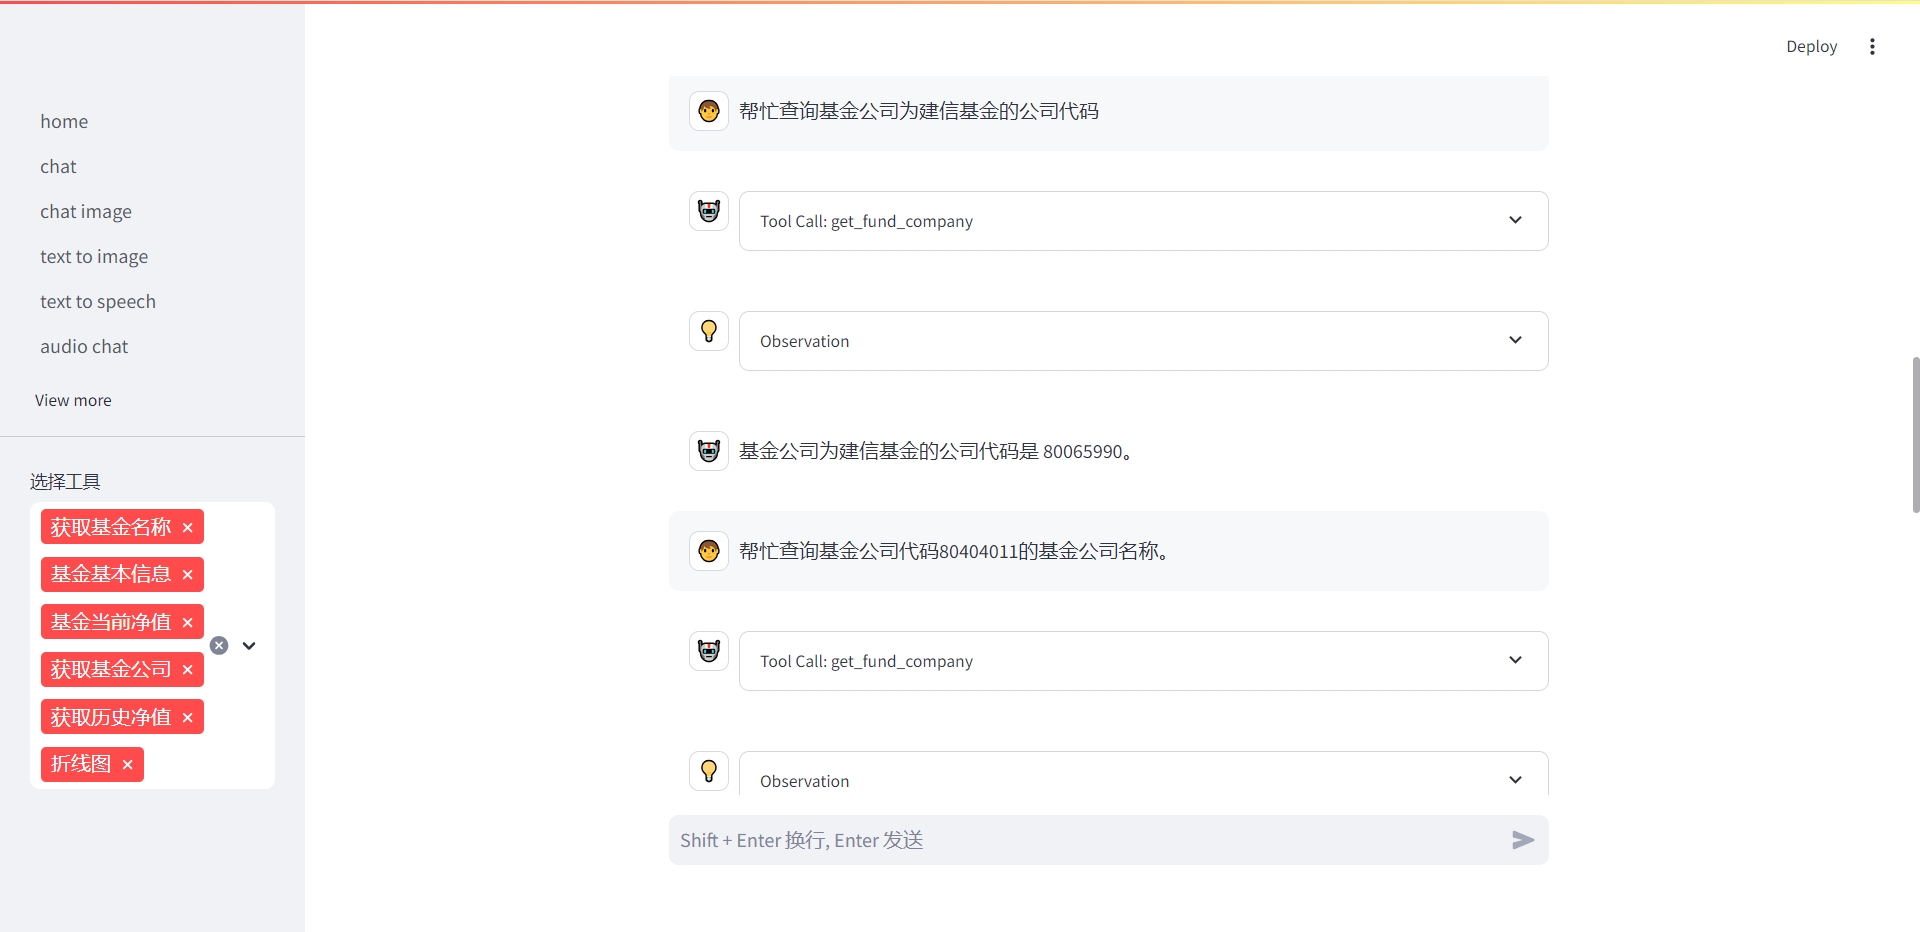 Deploy
home
chat
chat image
text to image
text to speech
audio chat
View more
选择工具
获取基金名称
基金基本信息
基金当前净值
获取基金公司
获取历史净值
折线图
帮忙查询基金公司为建信基金的公司代码
Tool Call: get_fund_company
Observation
基金公司为建信基金的公司代码是 80065990。
帮忙查询基金公司代码80404011的基金公司名称。
Tool Call: get_fund_company
Observation
Shift + Enter 换行, Enter 发送